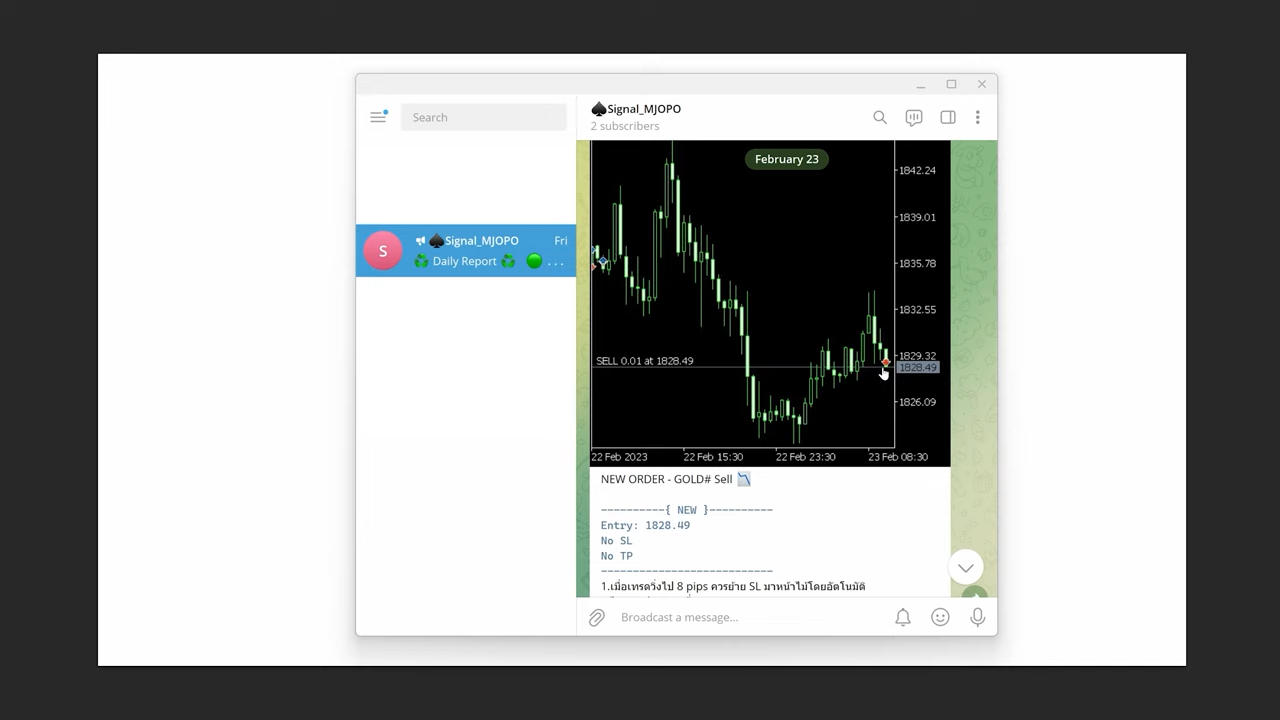 Search
♠Signal_MJOPO
2 subscribers
♠Signal_MJOPO Fri
♻ Daily Report ♻ 🟢 ...
S
February 23
1842.24
1839.01
1835.78
1832.55
1829.32
SELL 0.01 at 1828.49
1828.49
1826.09
22 Feb 2023 22 Feb 15:30 22 Feb 23:30 23 Feb 08:30
NEW ORDER - GOLD# Sell 📉
----------{ NEW }----------
Entry: 1828.49
No SL
No TP
---------------------------
1.เมื่อเทรดวิ่งไป 8 pips ควรย้าย SL มาหน้าไม้โดยอัตโนมัติ
Broadcast a message...